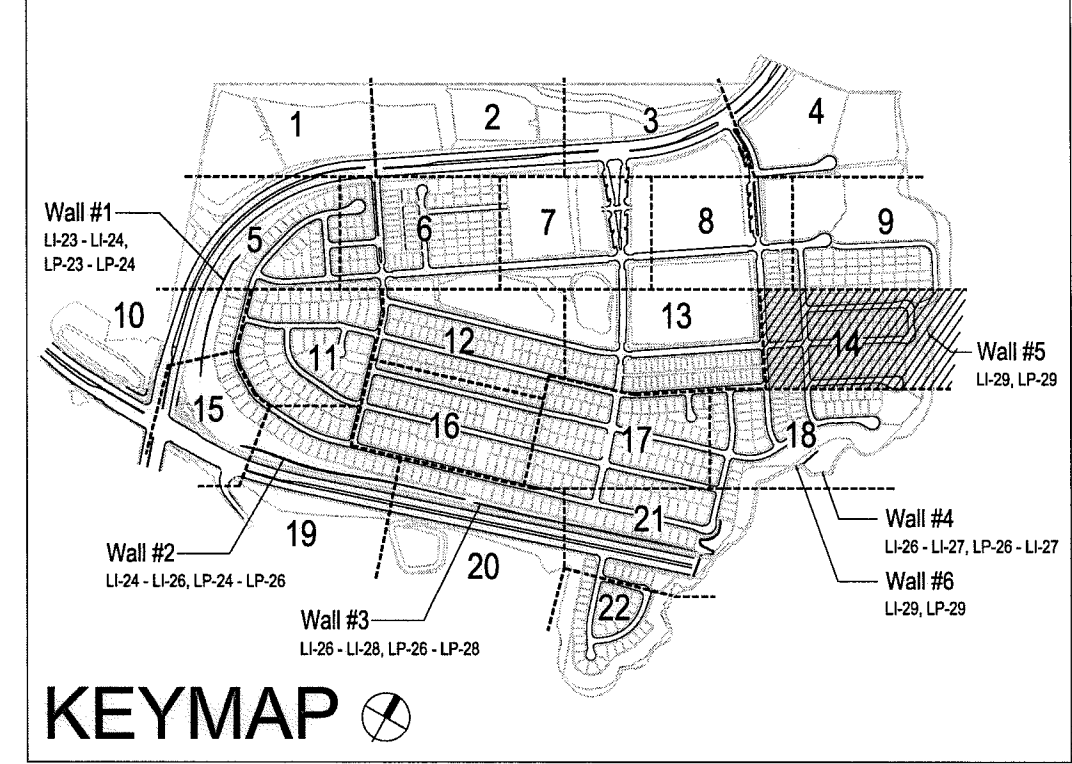 1
2
3
4
5
6
7
8
9
10
11
12
13
14
15
16
17
18
19
20
21
22
Wall #1
LI-23 - LI-24,
LP-23 - LP-24
Wall #5
LI-29, LP-29
Wall #4
LI-26 - LI-27, LP-26 - LI-27
Wall #6
LI-29, LP-29
Wall #2
LI-24 - LI-26, LP-24 - LP-26
Wall #3
LI-26 - LI-28, LP-26 - LP-28
KEYMAP